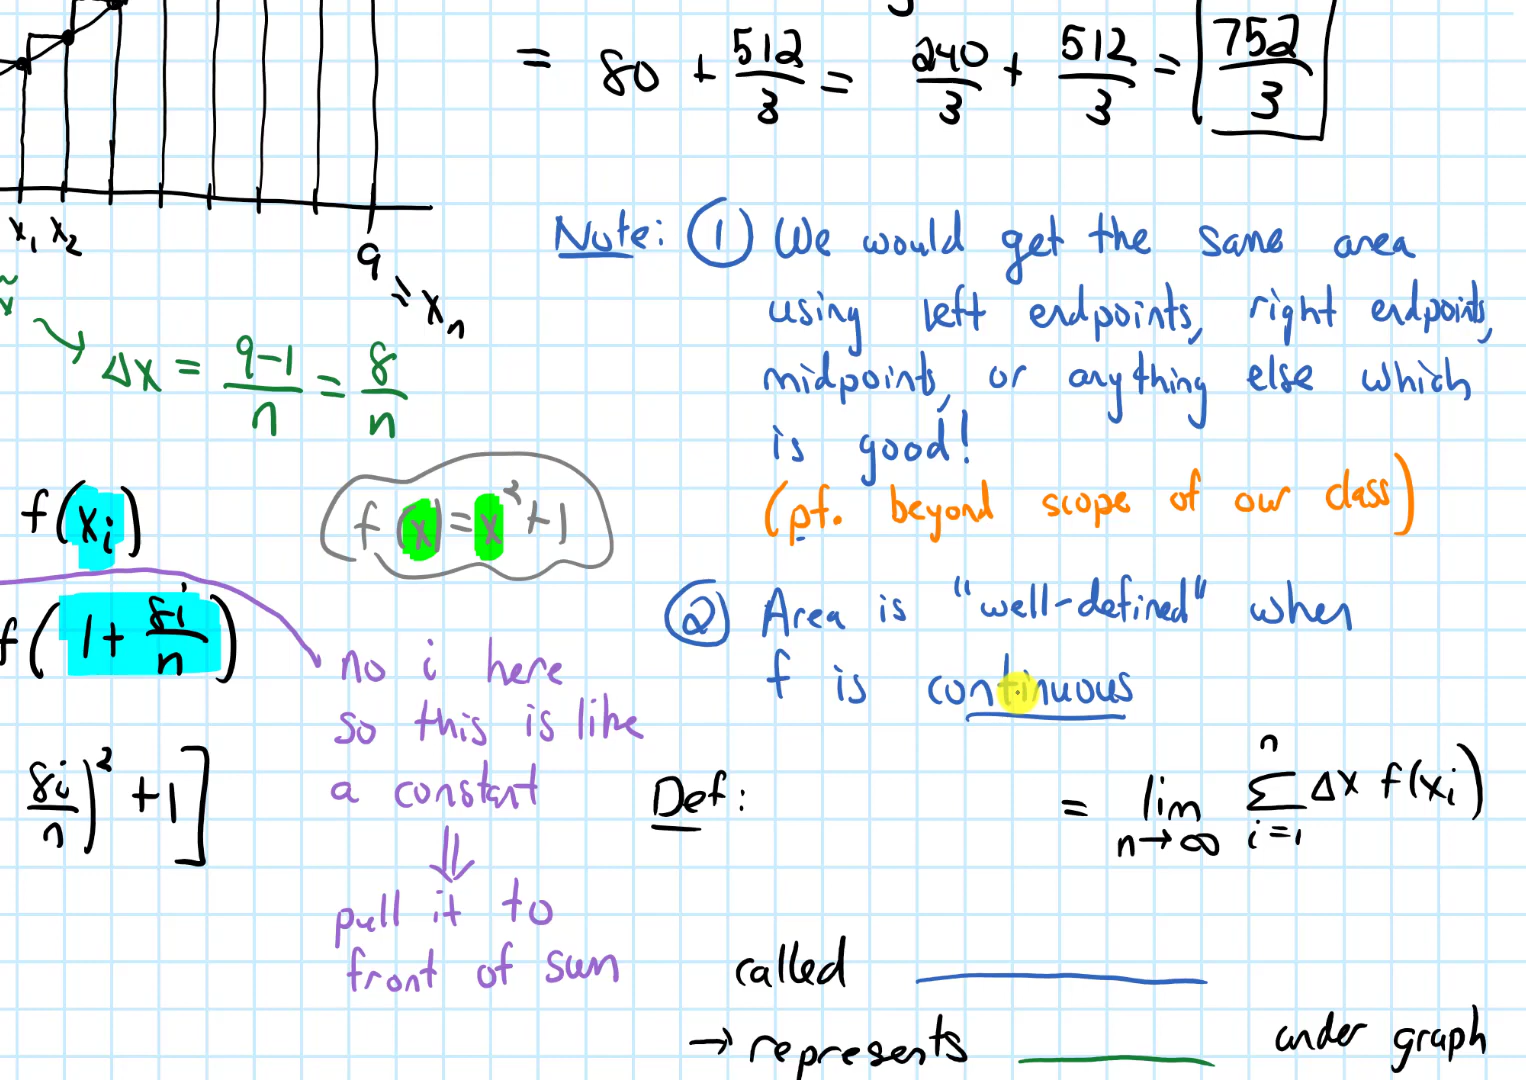 = 80 + 512/3 = 240/3 + 512/3 = 752/3
x₁ x₂
9
= xₙ
Δx = 9-1/n = 8/n
f(xᵢ)
f(1 + 8i/n)
8i/n)² + 1]
f(x) = x² + 1
no i here
so this is like
a constant
⇓
pull it to
front of sum
Note: ① We would get the same area
using left endpoints, right endpoints,
midpoints, or anything else which
is good!
(pf. beyond scope of our class)
② Area is "well-defined" when
f is continuous
Def: = lim n→∞ n Σ i=1 Δx f(xᵢ)
called
→ represents under graph